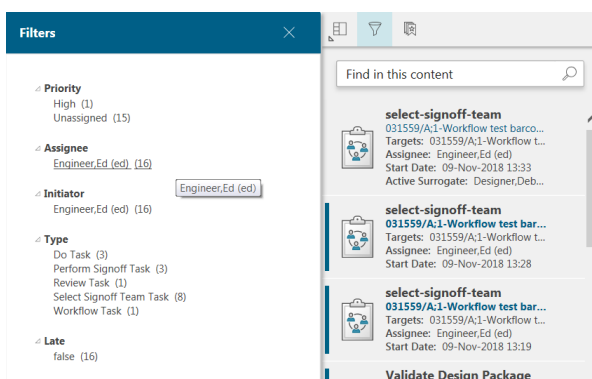 Filters
Priority
High (1)
Unassigned (15)
Assignee
Engineer,Ed (ed) (16)
Engineer,Ed (ed)
Initiator
Engineer,Ed (ed) (16)
Type
Do Task (3)
Perform Signoff Task (3)
Review Task (1)
Select Signoff Team Task (8)
Workflow Task (1)
Late
false (16)
Find in this content
select-signoff-team
031559/A;1-Workflow test barco...
Targets: 031559/A;1-Workflow t...
Assignee: Engineer,Ed (ed)
Start Date: 09-Nov-2018 13:33
Active Surrogate: Designer,Deb...
select-signoff-team
031559/A;1-Workflow test bar...
Targets: 031559/A;1-Workflow t...
Assignee: Engineer,Ed (ed)
Start Date: 09-Nov-2018 13:28
select-signoff-team
031559/A;1-Workflow test bar...
Targets: 031559/A;1-Workflow t...
Assignee: Engineer,Ed (ed)
Start Date: 09-Nov-2018 13:19
Validate Design Package